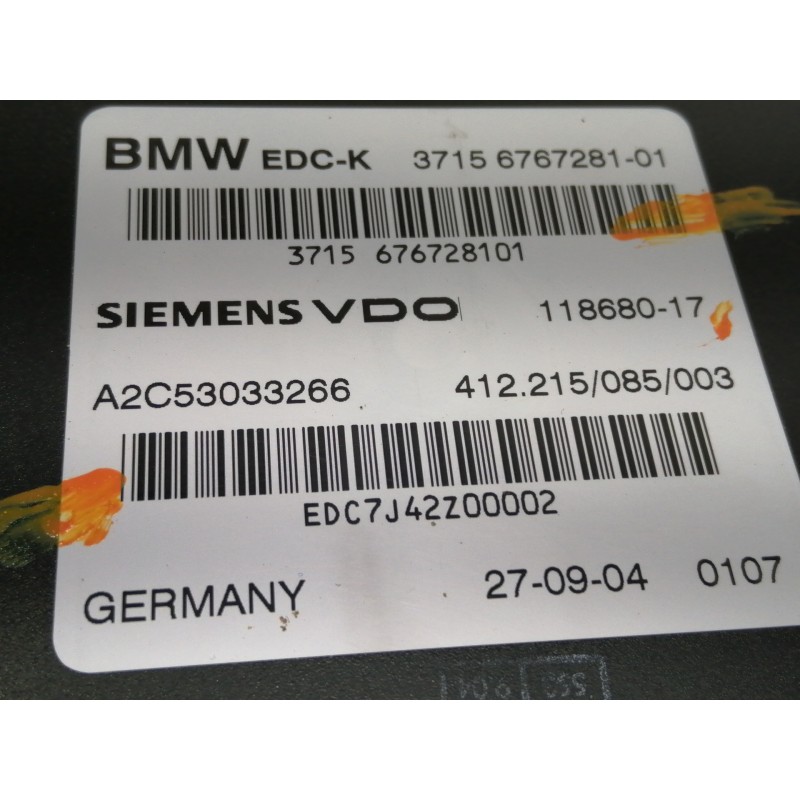 BMW EDC-K 3715 6767281-01
3715 676728101
SIEMENS VDO 118680-17
A2C53033266 412.215/085/003
EDC7J42Z00002
GERMANY 27-09-04 0107